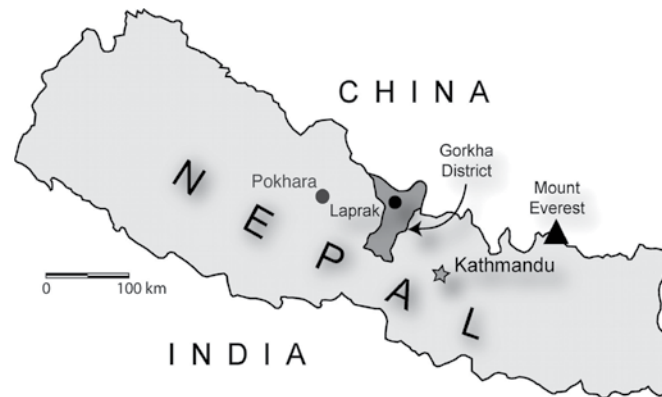 CHINA
Gorkha
District
Mount
Everest
Pokhara
Laprak
NEPAL
Kathmandu
0 100 km
INDIA